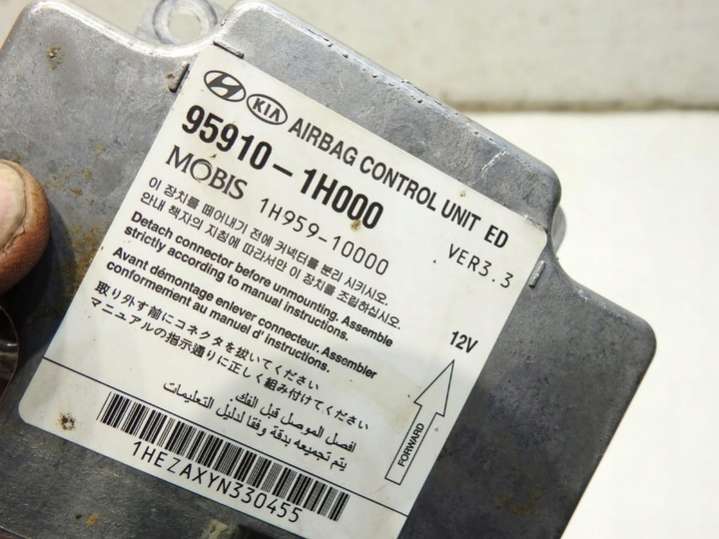 KIA AIRBAG CONTROL UNIT ED
95910-1H000
VER3.3
MOBIS 1H959-10000
이 장치를 떼어내기 전에 커넥터를 분리 시키시오.
안내 책자의 지침에 따라서만 이 장치를 조립하십시오.
Detach connector before unmounting. Assemble
strictly according to manual instructions.
Avant démontage enlever connecteur. Assembler
conformement au manuel d'instructions.
取り外す前にコネクタを抜いてください
マニュアルの指示通りに正しく組み付けてください
افصل الموصل قبل الفك.
يتم تجميعه بدقة وفقا لدليل التعليمات
12V
FORWARD
1HEZAXYN330455